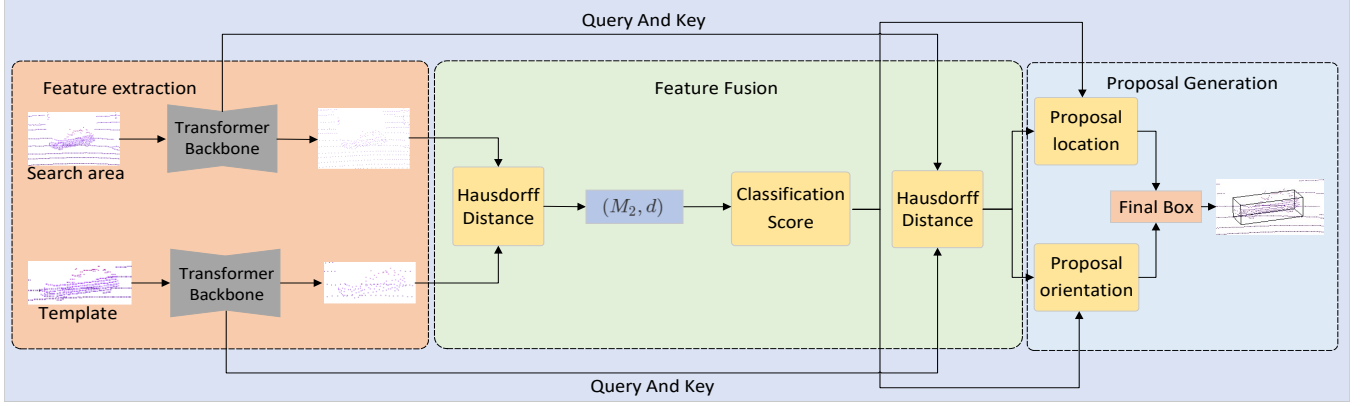 Query And Key
Feature extraction
Feature Fusion
Proposal Generation
Transformer
Backbone
Search area
Hausdorff
Distance
(M₂, d)
Classification
Score
Hausdorff
Distance
Proposal
location
Final Box
Transformer
Backbone
Template
Proposal
orientation
Query And Key